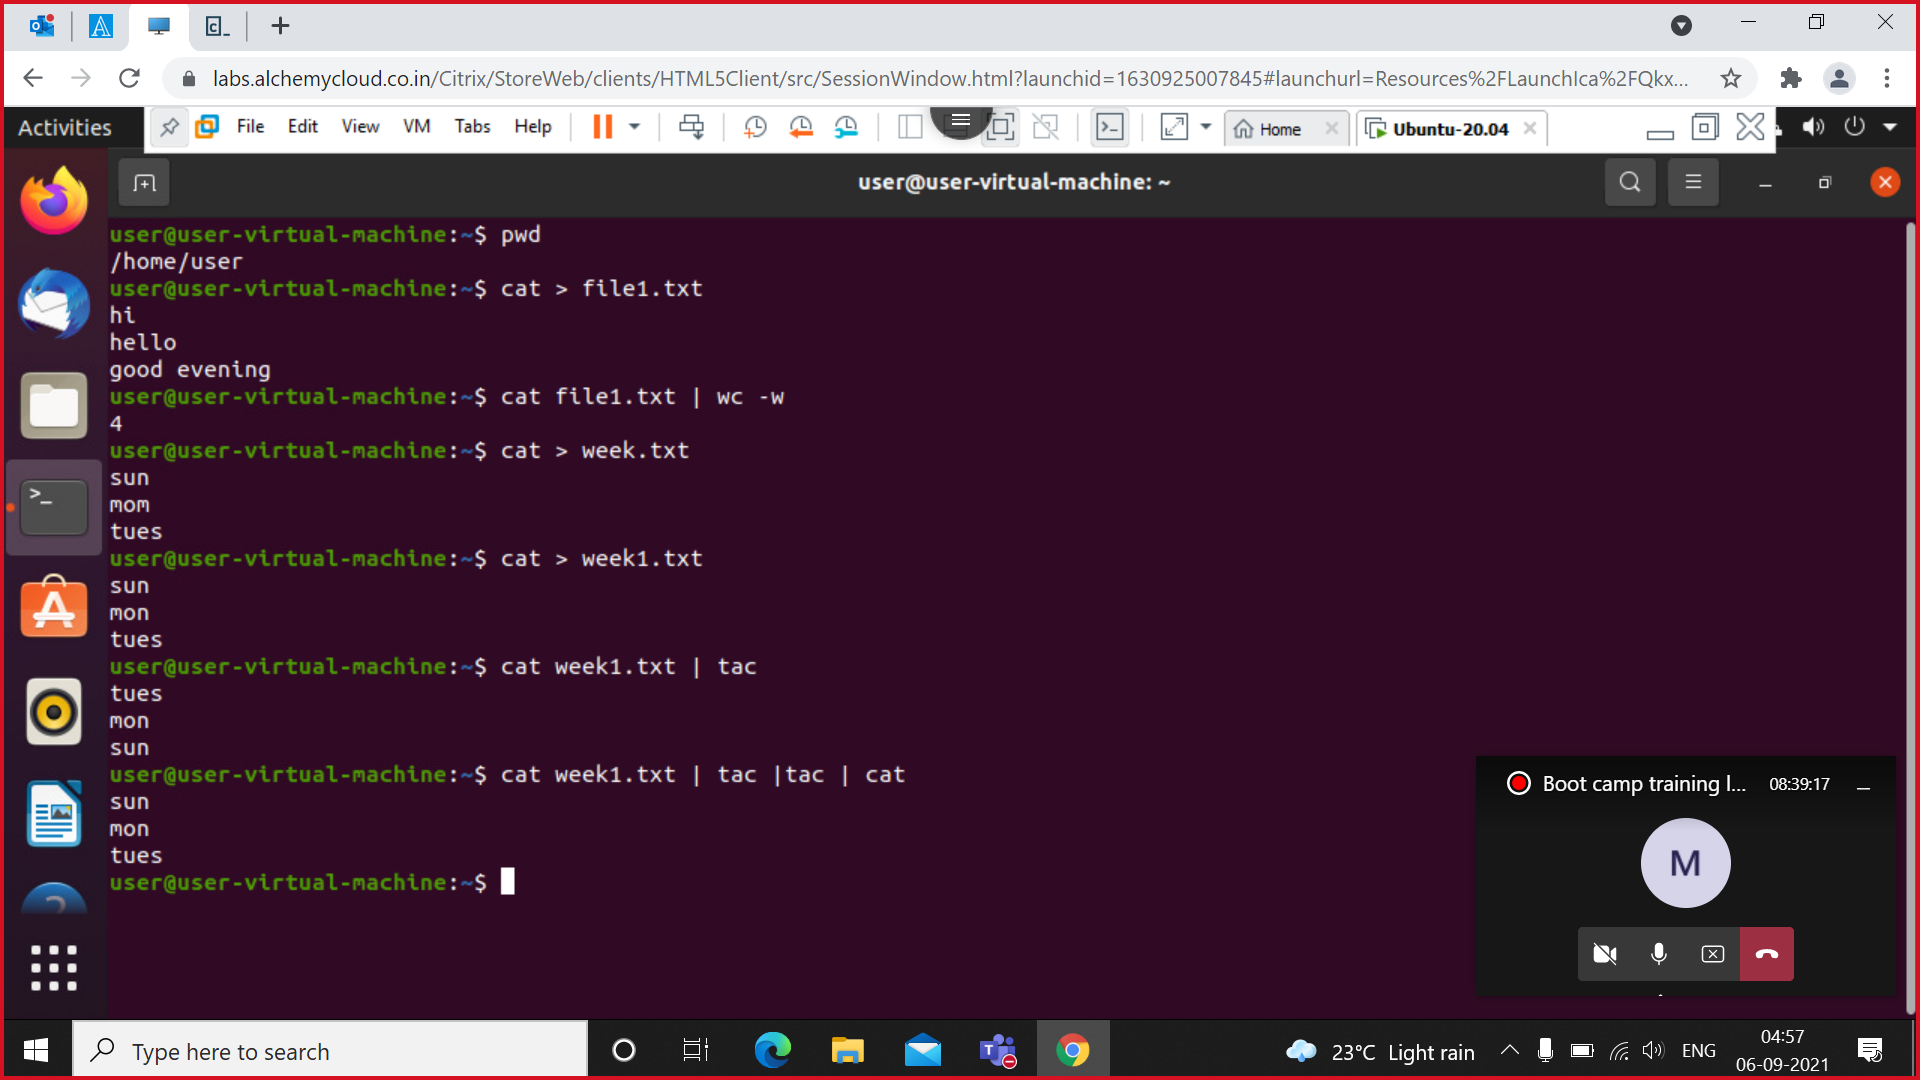 labs.alchemycloud.co.in/Citrix/StoreWeb/clients/HTML5Client/src/SessionWindow.html?launchid=1630925007845#launchurl=Resources%2FLaunchIca%2FQkx...
Activities
File Edit View VM Tabs Help
Home
Ubuntu-20.04
user@user-virtual-machine: ~
user@user-virtual-machine:~$ pwd
/home/user
user@user-virtual-machine:~$ cat > file1.txt
hi
hello
good evening
user@user-virtual-machine:~$ cat file1.txt | wc -w
4
user@user-virtual-machine:~$ cat > week.txt
sun
mom
tues
user@user-virtual-machine:~$ cat > week1.txt
sun
mon
tues
user@user-virtual-machine:~$ cat week1.txt | tac
tues
mon
sun
user@user-virtual-machine:~$ cat week1.txt | tac |tac | cat
sun
mon
tues
user@user-virtual-machine:~$
Boot camp training l... 08:39:17
M
Type here to search
23°C Light rain
ENG
04:57
06-09-2021